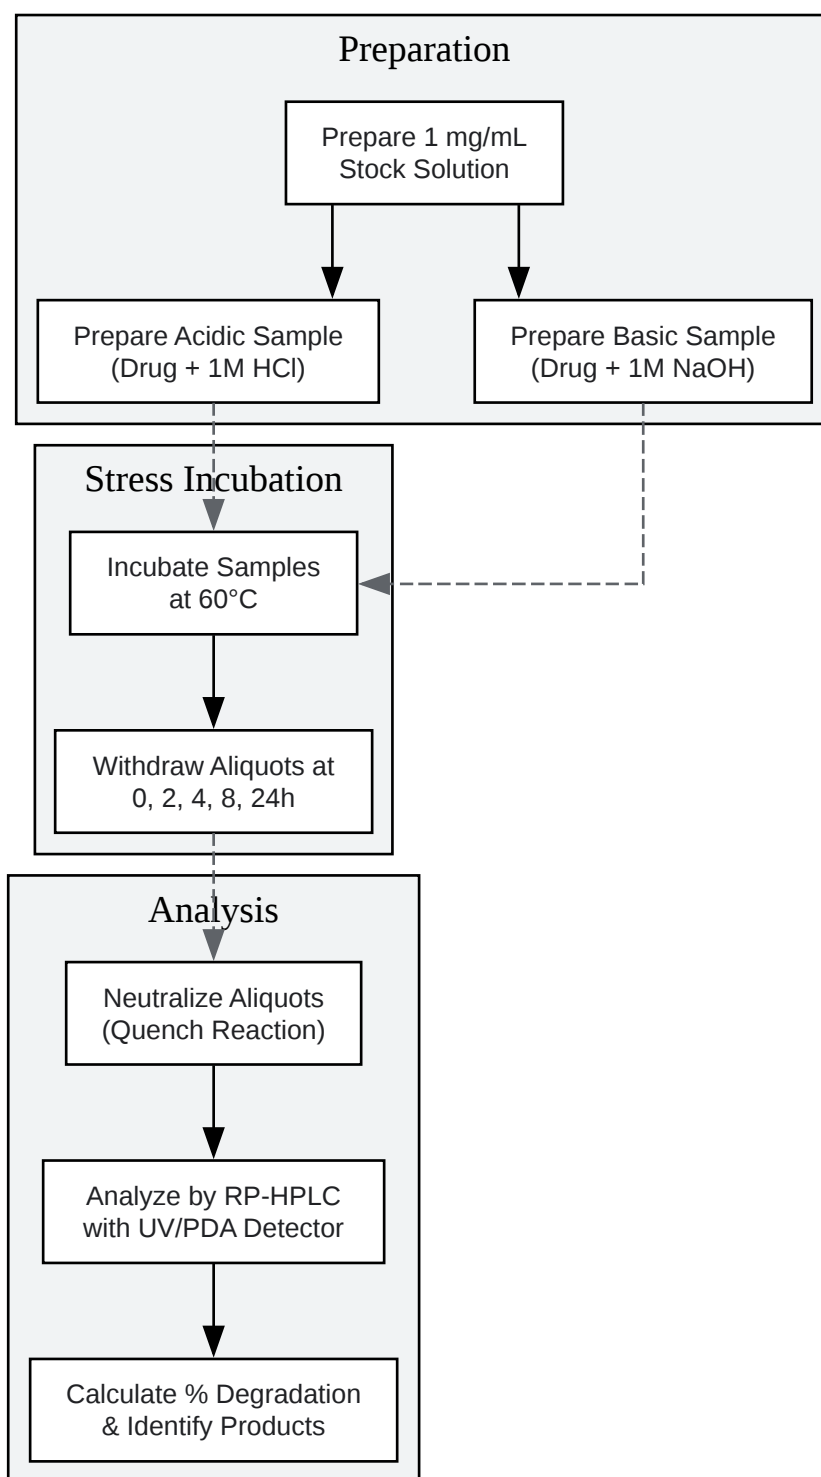 Preparation
Prepare 1 mg/mL
Stock Solution
Prepare Acidic Sample
(Drug + 1M HCl)
Prepare Basic Sample
(Drug + 1M NaOH)
Stress Incubation
Incubate Samples
at 60°C
Withdraw Aliquots at
0, 2, 4, 8, 24h
Analysis
Neutralize Aliquots
(Quench Reaction)
Analyze by RP-HPLC
with UV/PDA Detector
Calculate % Degradation
& Identify Products